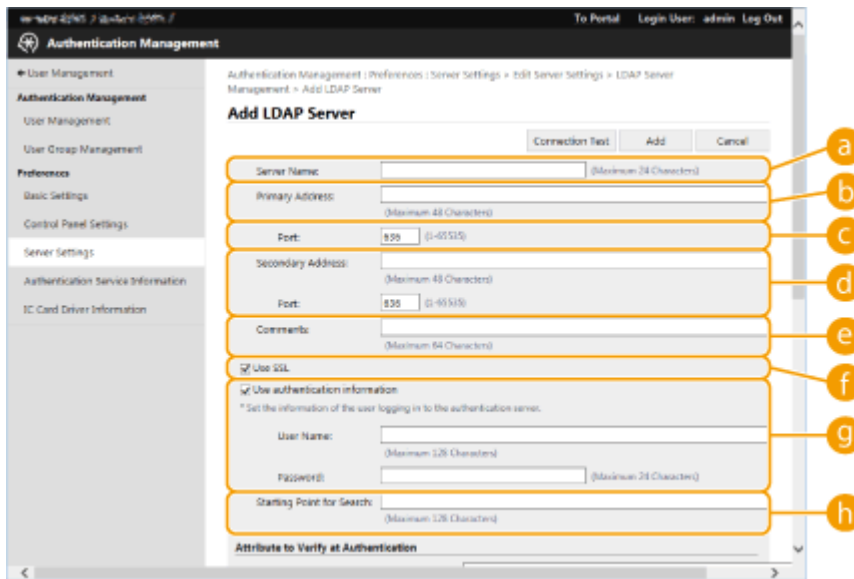 To Portal Login User: admin Log Out
Authentication Management
User Management
Authentication Management : Preferences : Server Settings > Edit Server Settings > LDAP Server
Management > Add LDAP Server
Authentication Management
User Management
User Group Management
Preferences
Basic Settings
Control Panel Settings
Server Settings
Authentication Service Information
IC Card Driver Information
Add LDAP Server
Connection Test Add Cancel
Server Name: (Maximum 24 Characters)
a
Primary Address:
(Maximum 48 Characters)
b
Port: 636 (1-65535)
c
Secondary Address:
(Maximum 48 Characters)
Port: 636 (1-65535)
d
Comments:
(Maximum 64 Characters)
e
Use SSL
f
Use authentication information
* Set the information of the user logging in to the authentication server.
User Name:
(Maximum 128 Characters)
Password: (Maximum 24 Characters)
g
Starting Point for Search:
(Maximum 128 Characters)
h
Attribute to Verify at Authentication